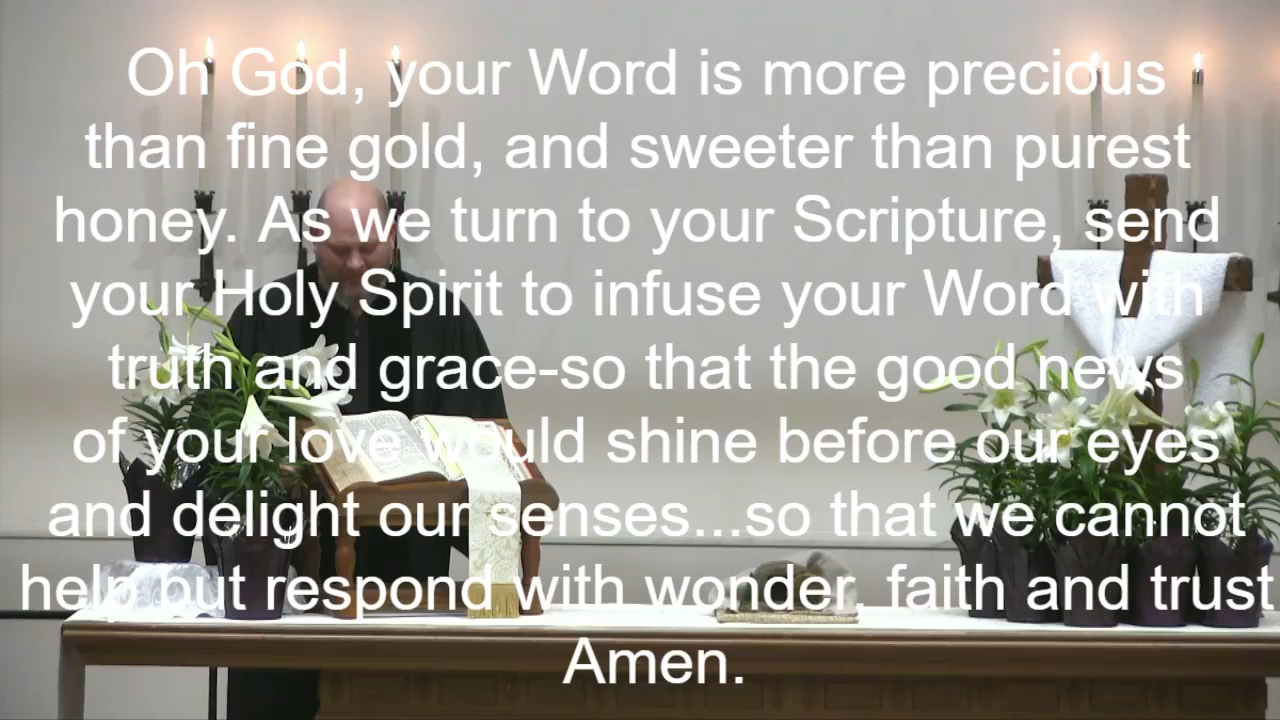 Oh God, your Word is more precious
than fine gold, and sweeter than purest
honey. As we turn to your Scripture, send
your Holy Spirit to infuse your Word with
truth and grace-so that the good news
of your love would shine before our eyes
and delight our senses...so that we cannot
help but respond with wonder, faith and trust
Amen.